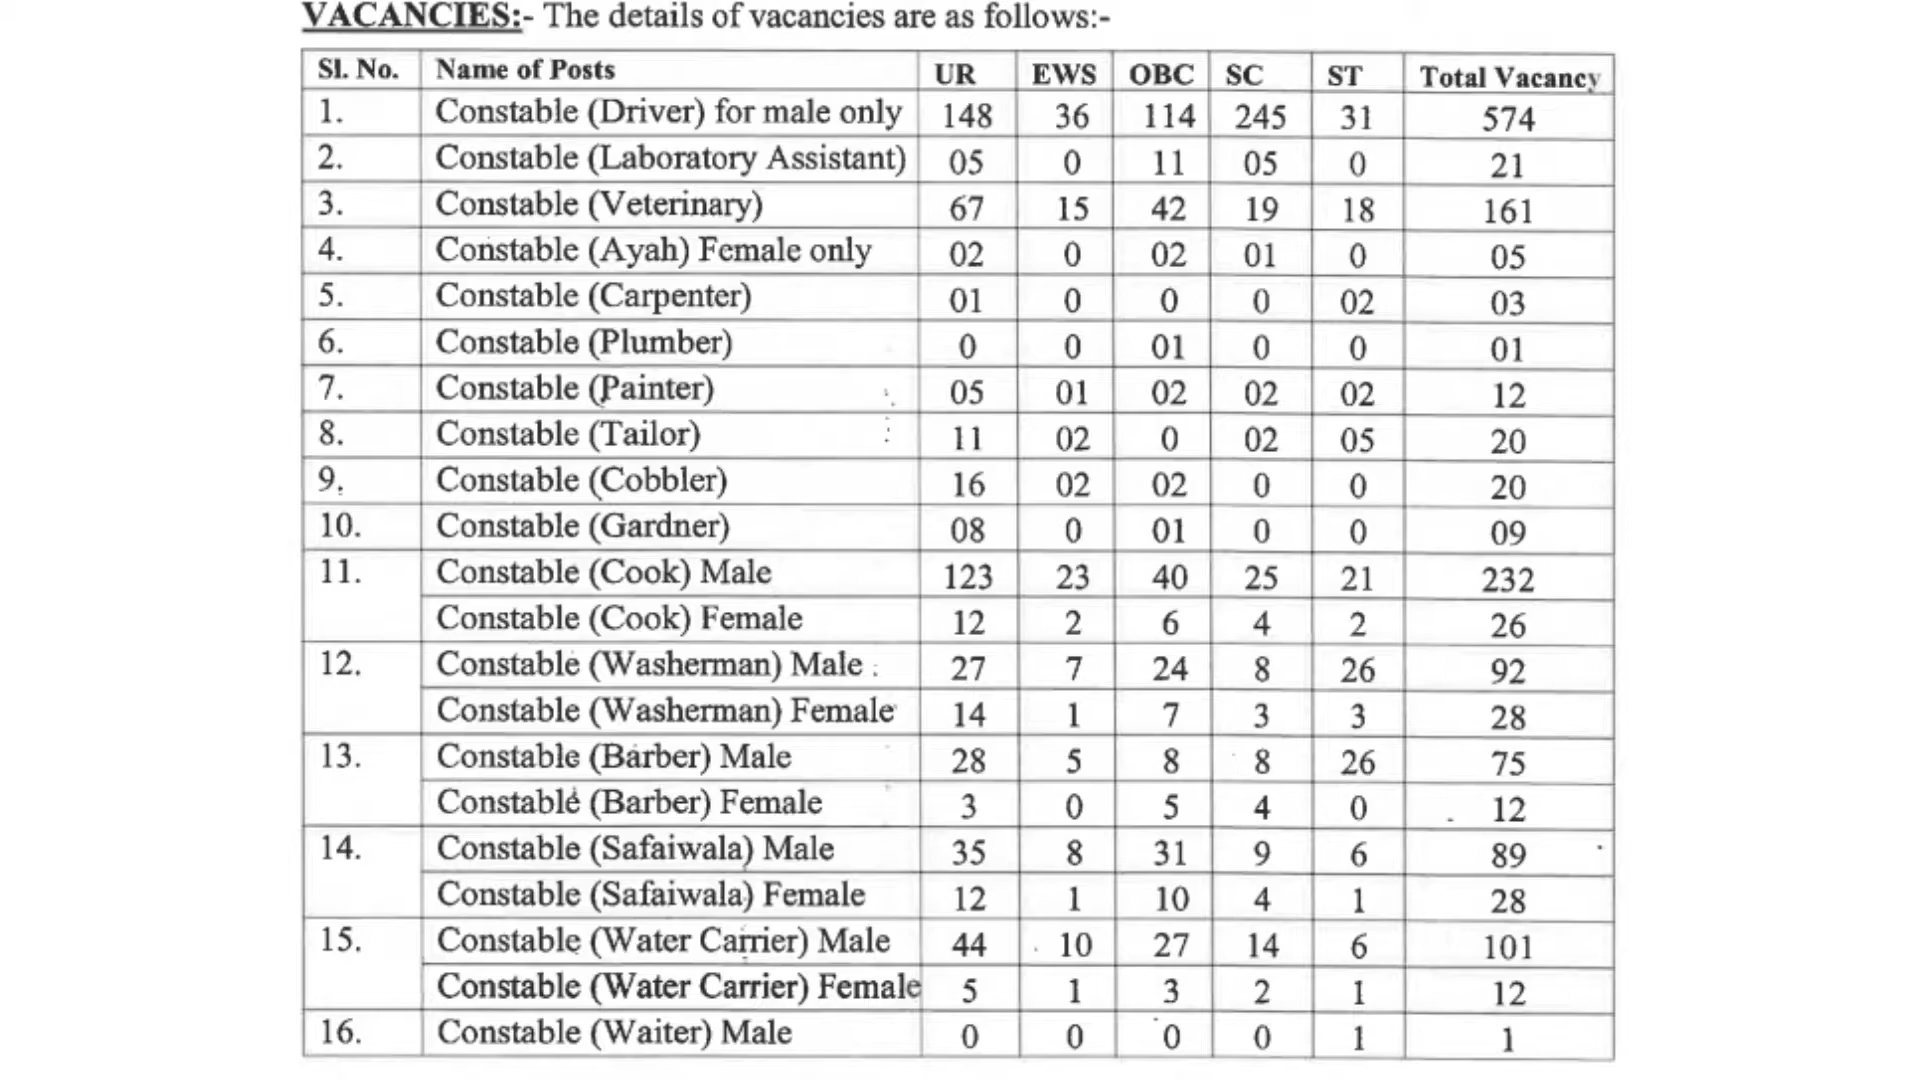 VACANCIES:- The details of vacancies are as follows:-
Sl. No. Name of Posts UR EWS OBC SC ST Total Vacancy
1. Constable (Driver) for male only 148 36 114 245 31 574
2. Constable (Laboratory Assistant) 05 0 11 05 0 21
3. Constable (Veterinary) 67 15 42 19 18 161
4. Constable (Ayah) Female only 02 0 02 01 0 05
5. Constable (Carpenter) 01 0 0 0 02 03
6. Constable (Plumber) 0 0 01 0 0 01
7. Constable (Painter) 05 01 02 02 02 12
8. Constable (Tailor) 11 02 0 02 05 20
9. Constable (Cobbler) 16 02 02 0 0 20
10. Constable (Gardner) 08 0 01 0 0 09
11. Constable (Cook) Male 123 23 40 25 21 232
Constable (Cook) Female 12 2 6 4 2 26
12. Constable (Washerman) Male 27 7 24 8 26 92
Constable (Washerman) Female 14 1 7 3 3 28
13. Constable (Barber) Male 28 5 8 8 26 75
Constable (Barber) Female 3 0 5 4 0 12
14. Constable (Safaiwala) Male 35 8 31 9 6 89
Constable (Safaiwala) Female 12 1 10 4 1 28
15. Constable (Water Carrier) Male 44 10 27 14 6 101
Constable (Water Carrier) Female 5 1 3 2 1 12
16. Constable (Waiter) Male 0 0 0 0 1 1